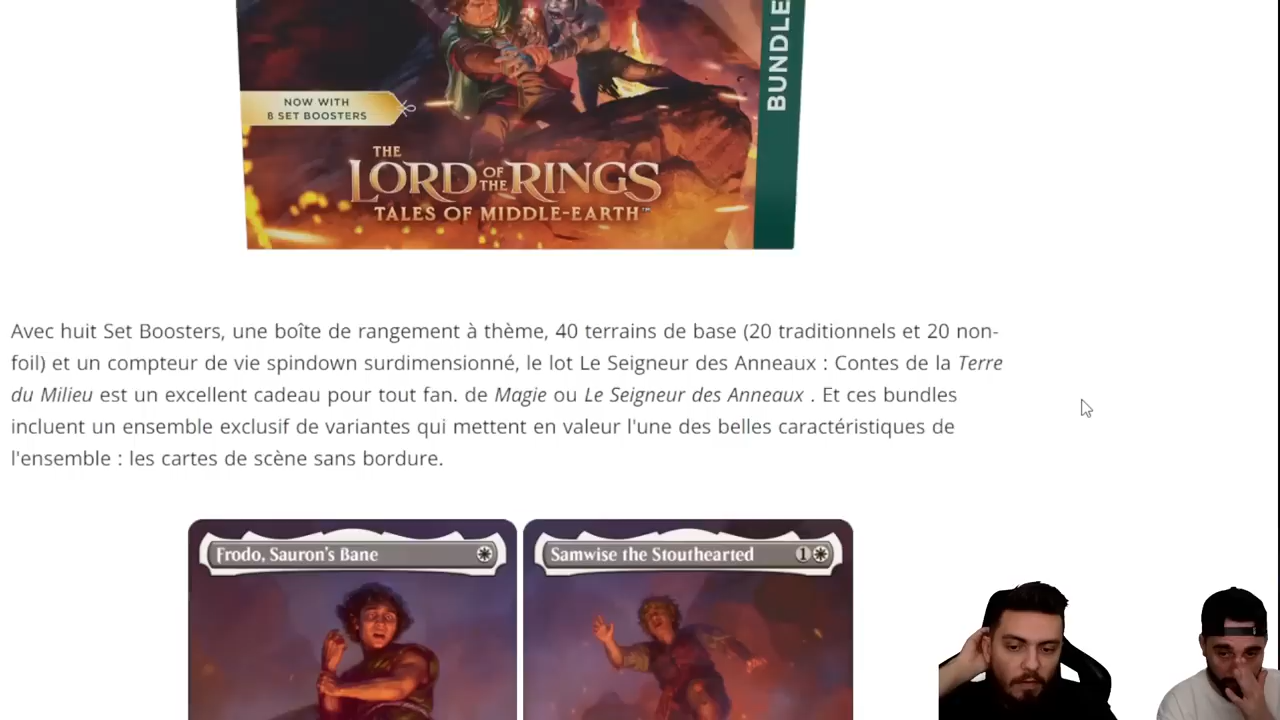 BUNDLE
NOW WITH
8 SET BOOSTERS
THE
LORD OF THE RINGS
TALES OF MIDDLE-EARTH™
Avec huit Set Boosters, une boîte de rangement à thème, 40 terrains de base (20 traditionnels et 20 non-
foil) et un compteur de vie spindown surdimensionné, le lot Le Seigneur des Anneaux : Contes de la Terre
du Milieu est un excellent cadeau pour tout fan. de Magie ou Le Seigneur des Anneaux . Et ces bundles
incluent un ensemble exclusif de variantes qui mettent en valeur l'une des belles caractéristiques de
l'ensemble : les cartes de scène sans bordure.
Frodo, Sauron's Bane
Samwise the Stouthearted 1